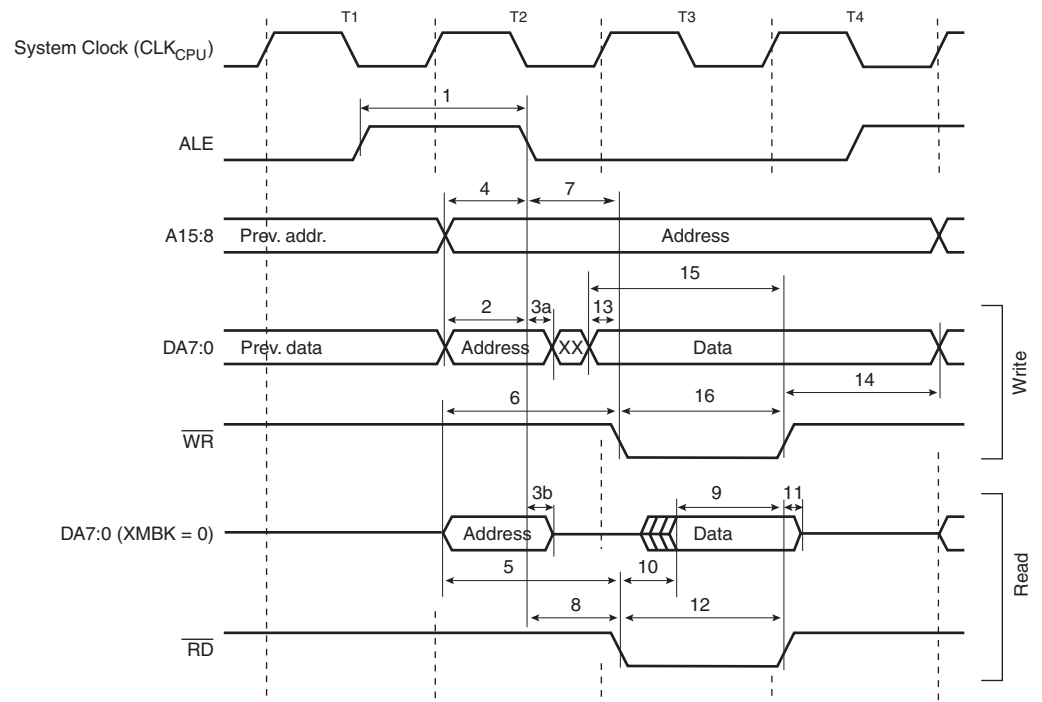 T1 T2 T3 T4
System Clock (CLKCPU)
1
ALE
4 7
A15:8 Prev. addr. Address
15
2 3a 13
DA7:0 Prev. data Address XX Data
14
6 16
WR
Write
3b 9 11
DA7:0 (XMBK = 0) Address Data
5 10
8 12
RD
Read